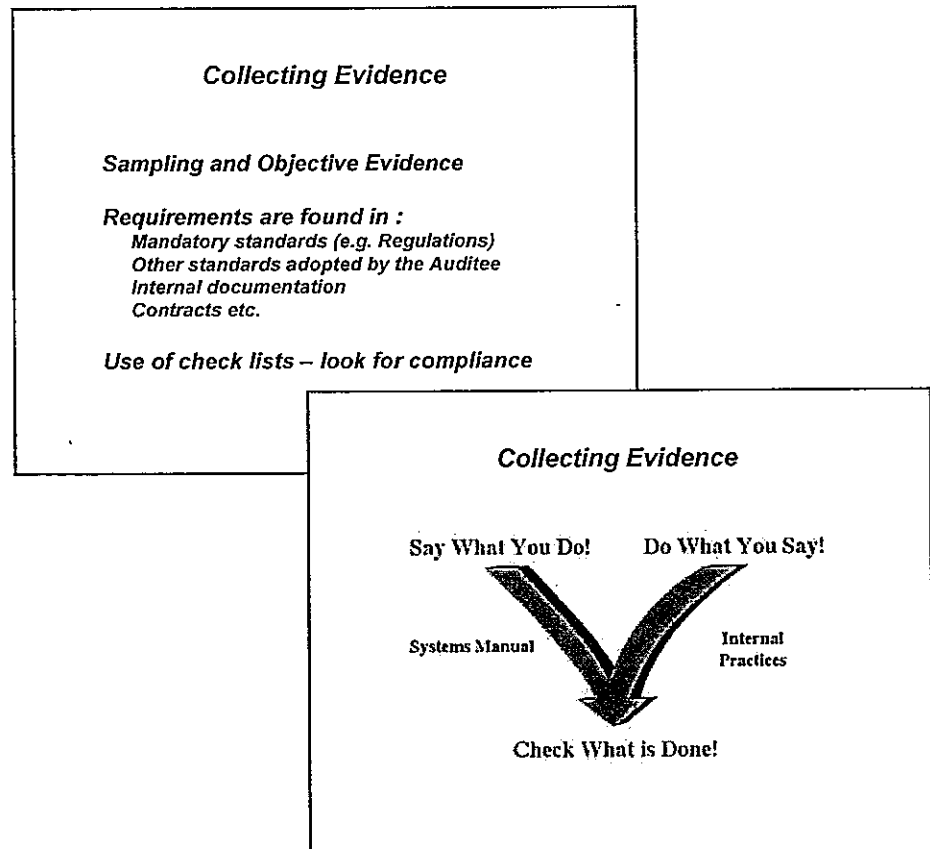 Collecting Evidence
Sampling and Objective Evidence
Requirements are found in :
Mandatory standards (e.g. Regulations)
Other standards adopted by the Auditee
Internal documentation
Contracts etc.
Use of check lists – look for compliance
Collecting Evidence
Say What You Do! Do What You Say!
Systems Manual
Internal
Practices
Check What is Done!